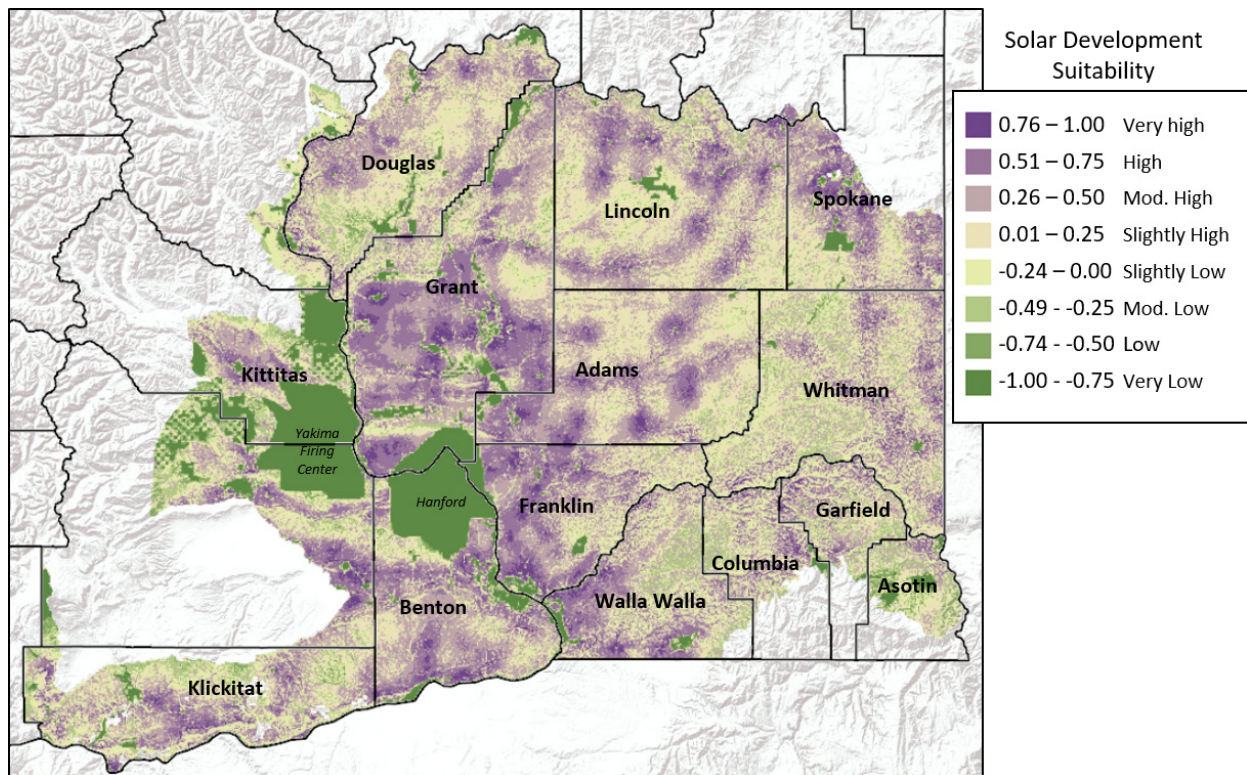 Solar Development
Suitability
0.76 – 1.00 Very high
0.51 – 0.75 High
0.26 – 0.50 Mod. High
0.01 – 0.25 Slightly High
-0.24 – 0.00 Slightly Low
-0.49 - -0.25 Mod. Low
-0.74 - -0.50 Low
-1.00 - -0.75 Very Low
Douglas
Lincoln
Spokane
Grant
Kittitas
Adams
Whitman
Yakima
Firing
Center
Hanford
Franklin
Garfield
Columbia
Asotin
Benton
Walla Walla
Klickitat